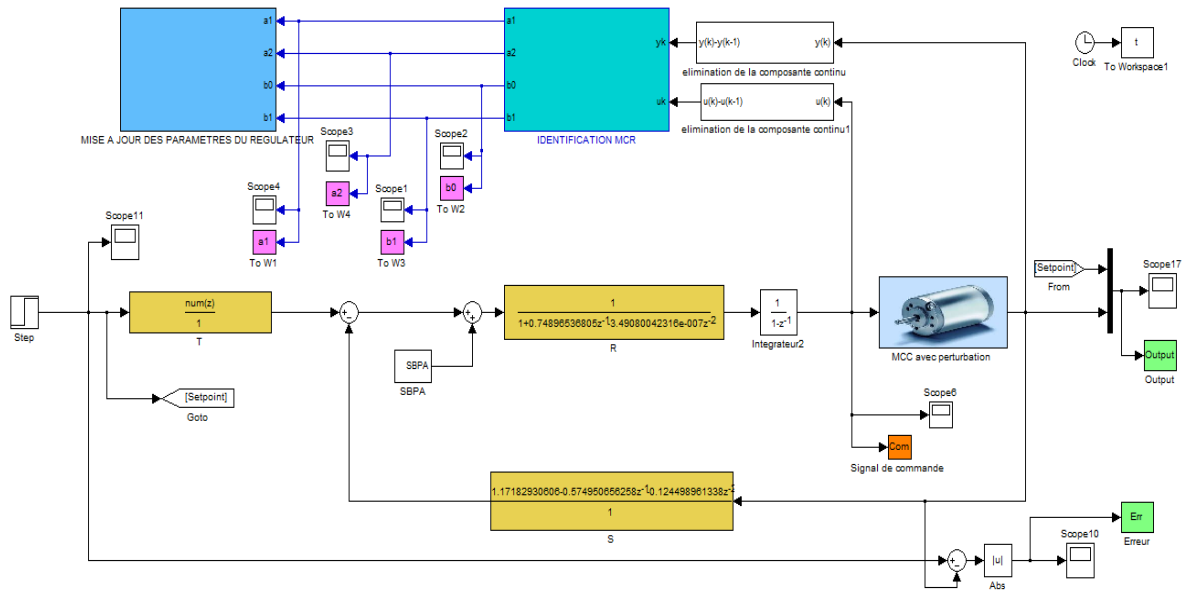 a1
a2
b0
b1
MISE A JOUR DES PARAMETRES DU REGULATEUR
a1
a2
b0
b1
yk
uk
IDENTIFICATION MCR
y(k)-y(k-1) y(k)
elimination de la composante continu
u(k)-u(k-1) u(k)
elimination de la composante continu1
Clock
t
To Workspace1
Scope3
Scope2
a2
To W4
b0
To W2
Scope4
Scope1
a1
To W1
b1
To W3
Scope11
Step
num(z)
1
T
[Setpoint]
Goto
SBPA
SBPA
1
1+0.74896536805z-1-3.49080042316e-007z-2
R
1
1-z-1
Integrateur2
MCC avec perturbation
[Setpoint]
From
Scope17
Output
Output
Scope6
Com
Signal de commande
1.17182930606-0.574950656258z-1-0.124498961338z-2
1
S
|u|
Abs
Err
Erreur
Scope10